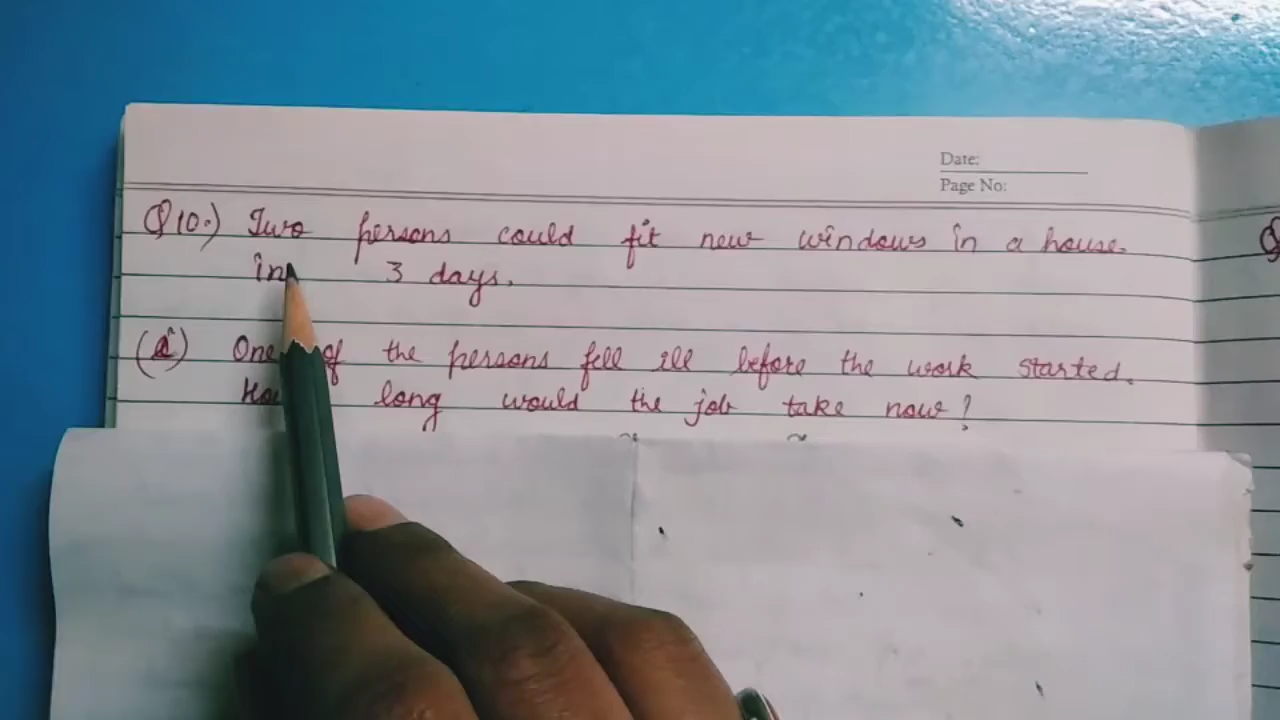 Date:
Page No:
Q10.) Two persons could fit new windows in a house.
in 3 days.
(i) One of the persons fell ill before the work started.
long would the job take now?